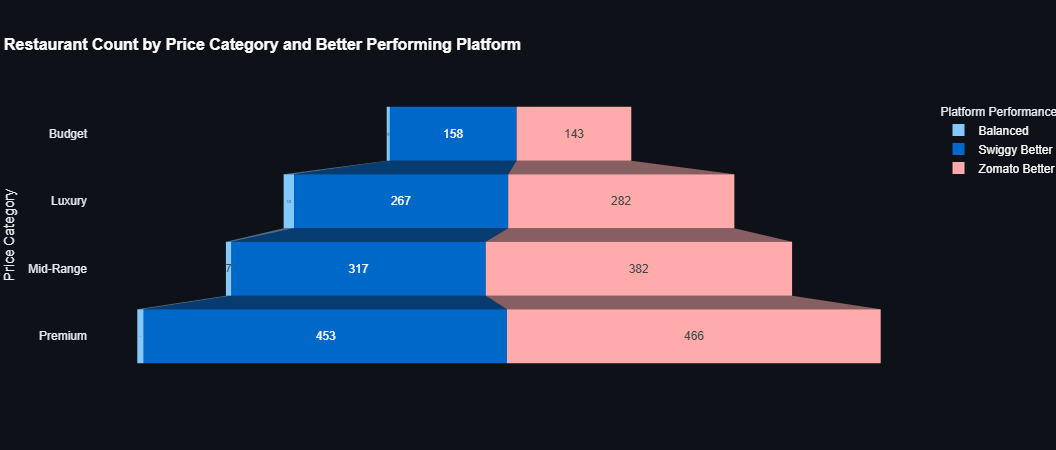 Restaurant Count by Price Category and Better Performing Platform
Platform Performance
Balanced
Swiggy Better
Zomato Better
Price Category
Budget 158 143
Luxury 267 282
Mid-Range 7 317 382
Premium 453 466